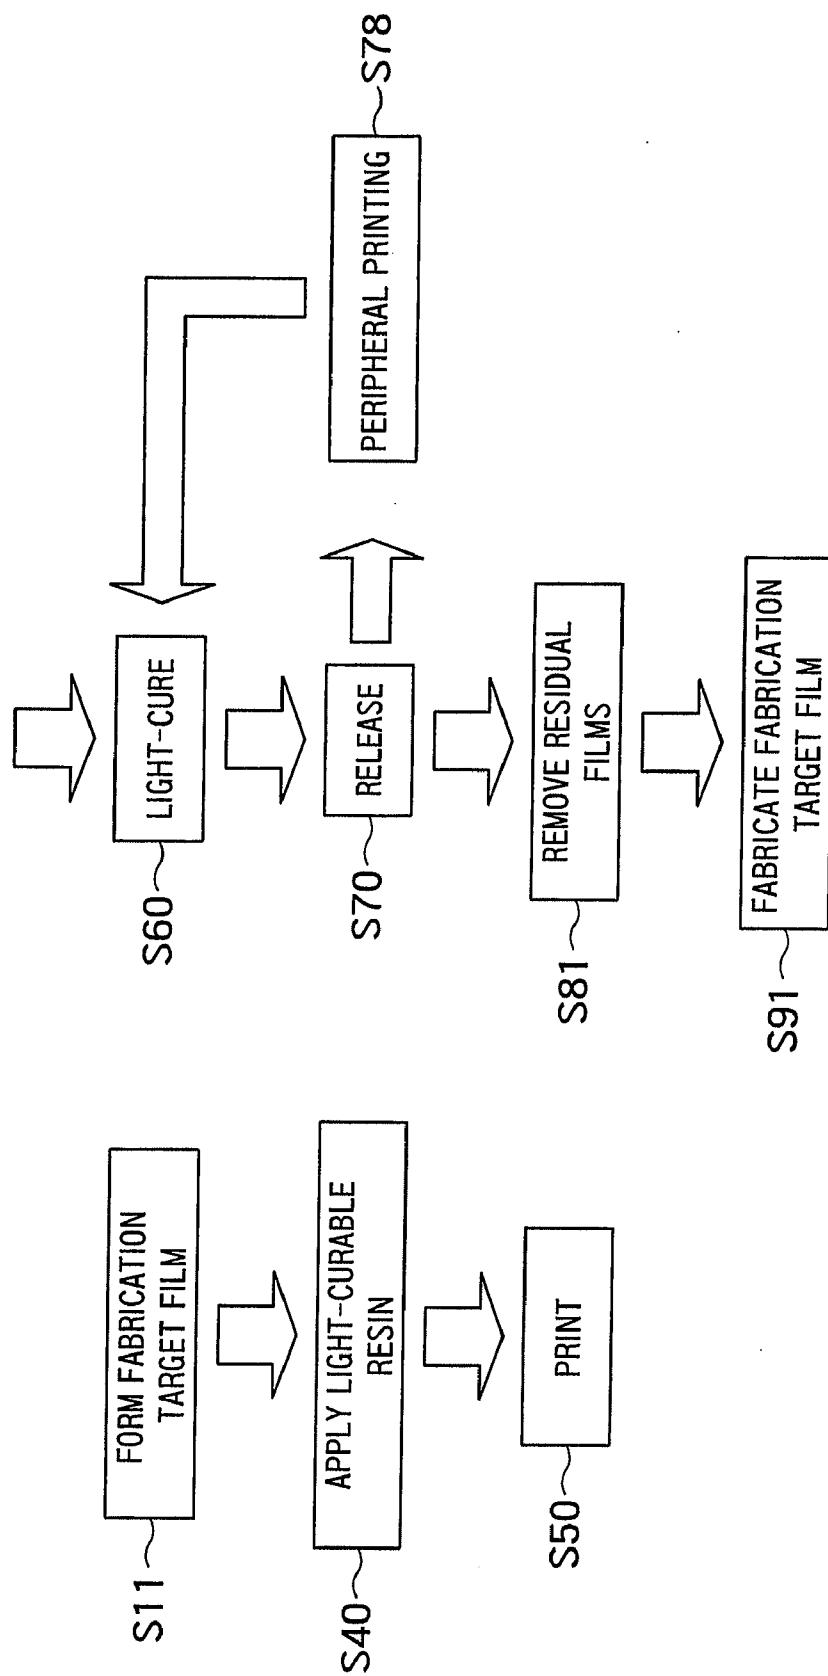 S11
FORM FABRICATION
TARGET FILM
S40
APPLY LIGHT-CURABLE
RESIN
S50
PRINT
S60
LIGHT-CURE
S70
RELEASE
PERIPHERAL PRINTING
S78
S81
REMOVE RESIDUAL
FILMS
S91
FABRICATE FABRICATION
TARGET FILM